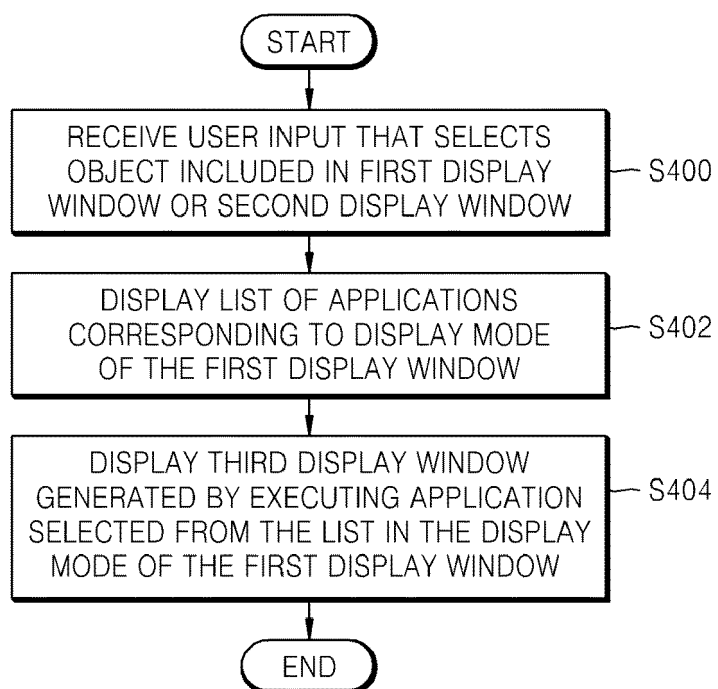 START
RECEIVE USER INPUT THAT SELECTS
OBJECT INCLUDED IN FIRST DISPLAY
WINDOW OR SECOND DISPLAY WINDOW
S400
DISPLAY LIST OF APPLICATIONS
CORRESPONDING TO DISPLAY MODE
OF THE FIRST DISPLAY WINDOW
S402
DISPLAY THIRD DISPLAY WINDOW
GENERATED BY EXECUTING APPLICATION
SELECTED FROM THE LIST IN THE DISPLAY
MODE OF THE FIRST DISPLAY WINDOW
S404
END